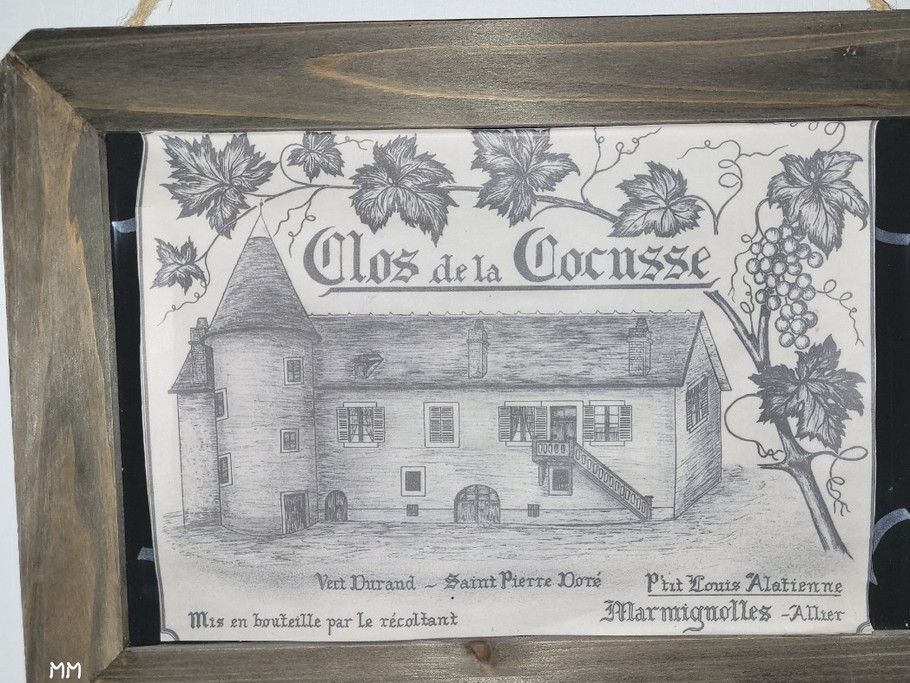 Clos de la Cocusse
Vert Durand – Saint Pierre Doré
P'tit Louis Alatienne
Mis en bouteille par le récoltant
Marmignolles -Allier
MM